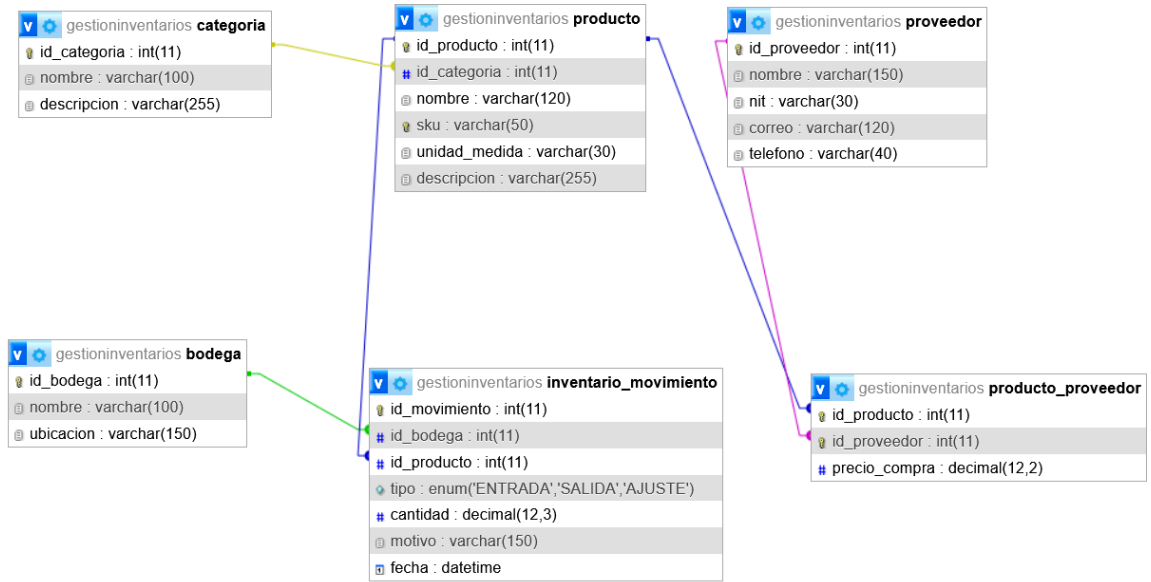 v gestioninventarios categoria
id_categoria : int(11)
nombre : varchar(100)
# descripcion : varchar(255)
v gestioninventarios producto
id_producto : int(11)
# id_categoria : int(11)
nombre : varchar(120)
sku : varchar(50)
unidad_medida : varchar(30)
descripcion : varchar(255)
v gestioninventarios proveedor
id_proveedor : int(11)
nombre : varchar(150)
nit : varchar(30)
correo : varchar(120)
telefono : varchar(40)
v gestioninventarios bodega
id_bodega : int(11)
nombre : varchar(100)
ubicacion : varchar(150)
v gestioninventarios inventario_movimiento
id_movimiento : int(11)
# id_bodega : int(11)
# id_producto : int(11)
tipo : enum('ENTRADA','SALIDA','AJUSTE')
# cantidad : decimal(12,3)
motivo : varchar(150)
fecha : datetime
v gestioninventarios producto_proveedor
id_producto : int(11)
id_proveedor : int(11)
# precio_compra : decimal(12,2)